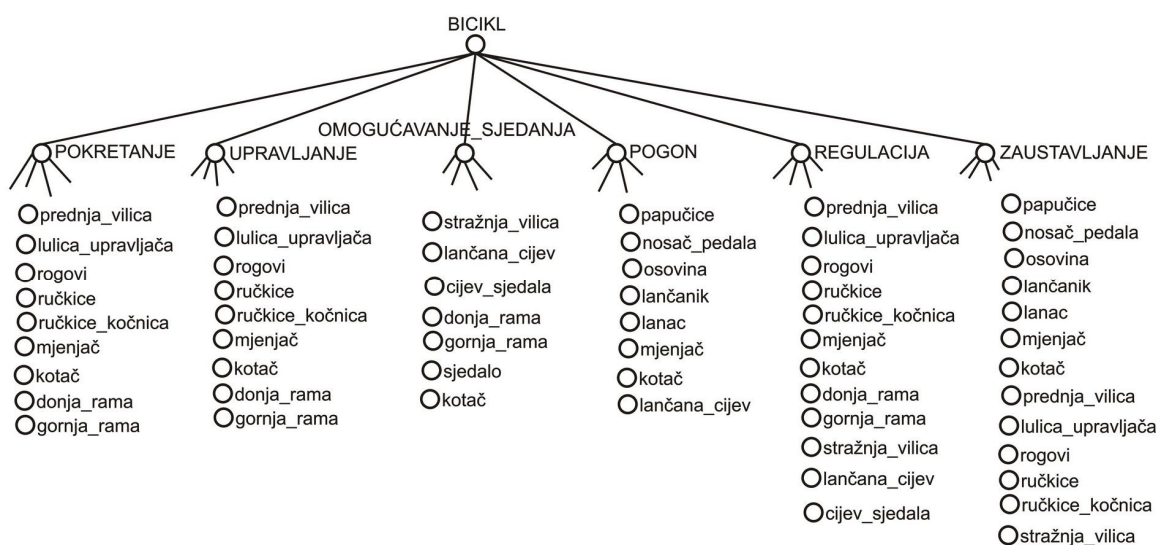 BICIKL
OMOGUĆAVANJE_SJEDANJA
POKRETANJE
UPRAVLJANJE
POGON
REGULACIJA
ZAUSTAVLJANJE
prednja_vilica
lulica_upravljača
rogovi
ručkice
ručkice_kočnica
mjenjač
kotač
donja_rama
gornja_rama
prednja_vilica
lulica_upravljača
rogovi
ručkice
ručkice_kočnica
mjenjač
kotač
donja_rama
gornja_rama
stražnja_vilica
lančana_cijev
cijev_sjedala
donja_rama
gornja_rama
sjedalo
kotač
papučice
nosač_pedala
osovina
lančanik
lanac
mjenjač
kotač
lančana_cijev
prednja_vilica
lulica_upravljača
rogovi
ručkice
ručkice_kočnica
mjenjač
kotač
donja_rama
gornja_rama
stražnja_vilica
lančana_cijev
cijev_sjedala
papučice
nosač_pedala
osovina
lančanik
lanac
mjenjač
kotač
prednja_vilica
lulica_upravljača
rogovi
ručkice
ručkice_kočnica
stražnja_vilica